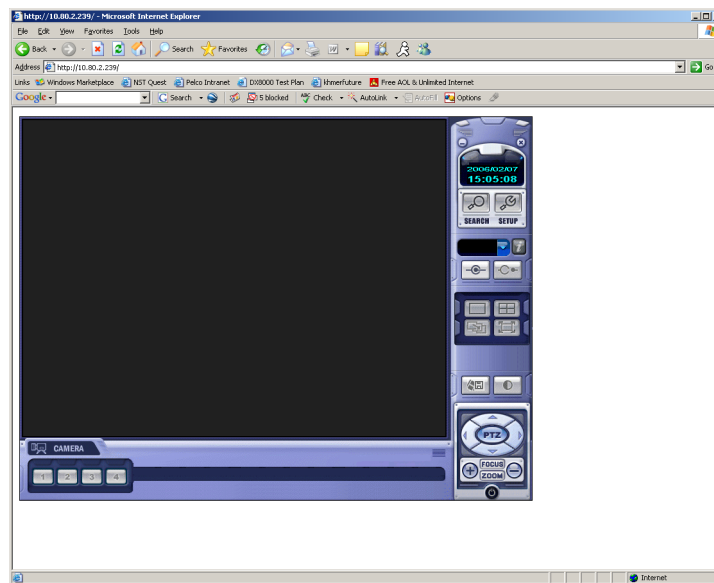 http://10.80.2.239/ - Microsoft Internet Explorer
File Edit View Favorites Tools Help
Back Search Favorites
Address http://10.80.2.239/ Go
Links Windows Marketplace NST Quest Pelco Intranet DX8000 Test Plan khmerfuture Free AOL & Unlimited Internet
Google Search 5 blocked Check AutoLink AutoFill Options
2006/02/07
15:05:08
SEARCH SETUP
CAMERA
1 2 3 4
PTZ
FOCUS
ZOOM
Internet